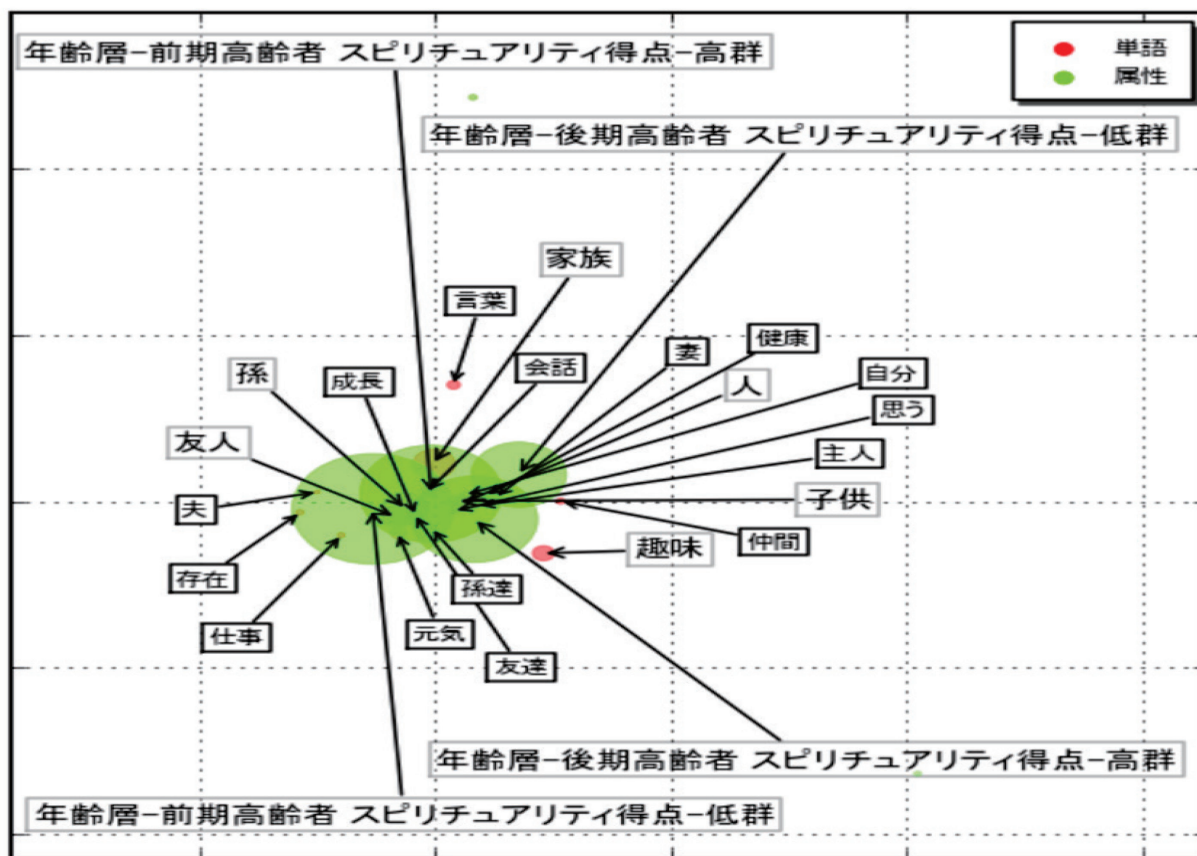 年齢層-前期高齢者 スピリチュアリティ得点-高群
単語
属性
年齢層-後期高齢者 スピリチュアリティ得点-低群
家族
言葉
会話
妻
健康
孫
成長
人
自分
思う
友人
主人
夫
子供
趣味
仲間
存在
孫達
仕事
元気
友達
年齢層-後期高齢者 スピリチュアリティ得点-高群
年齢層-前期高齢者 スピリチュアリティ得点-低群